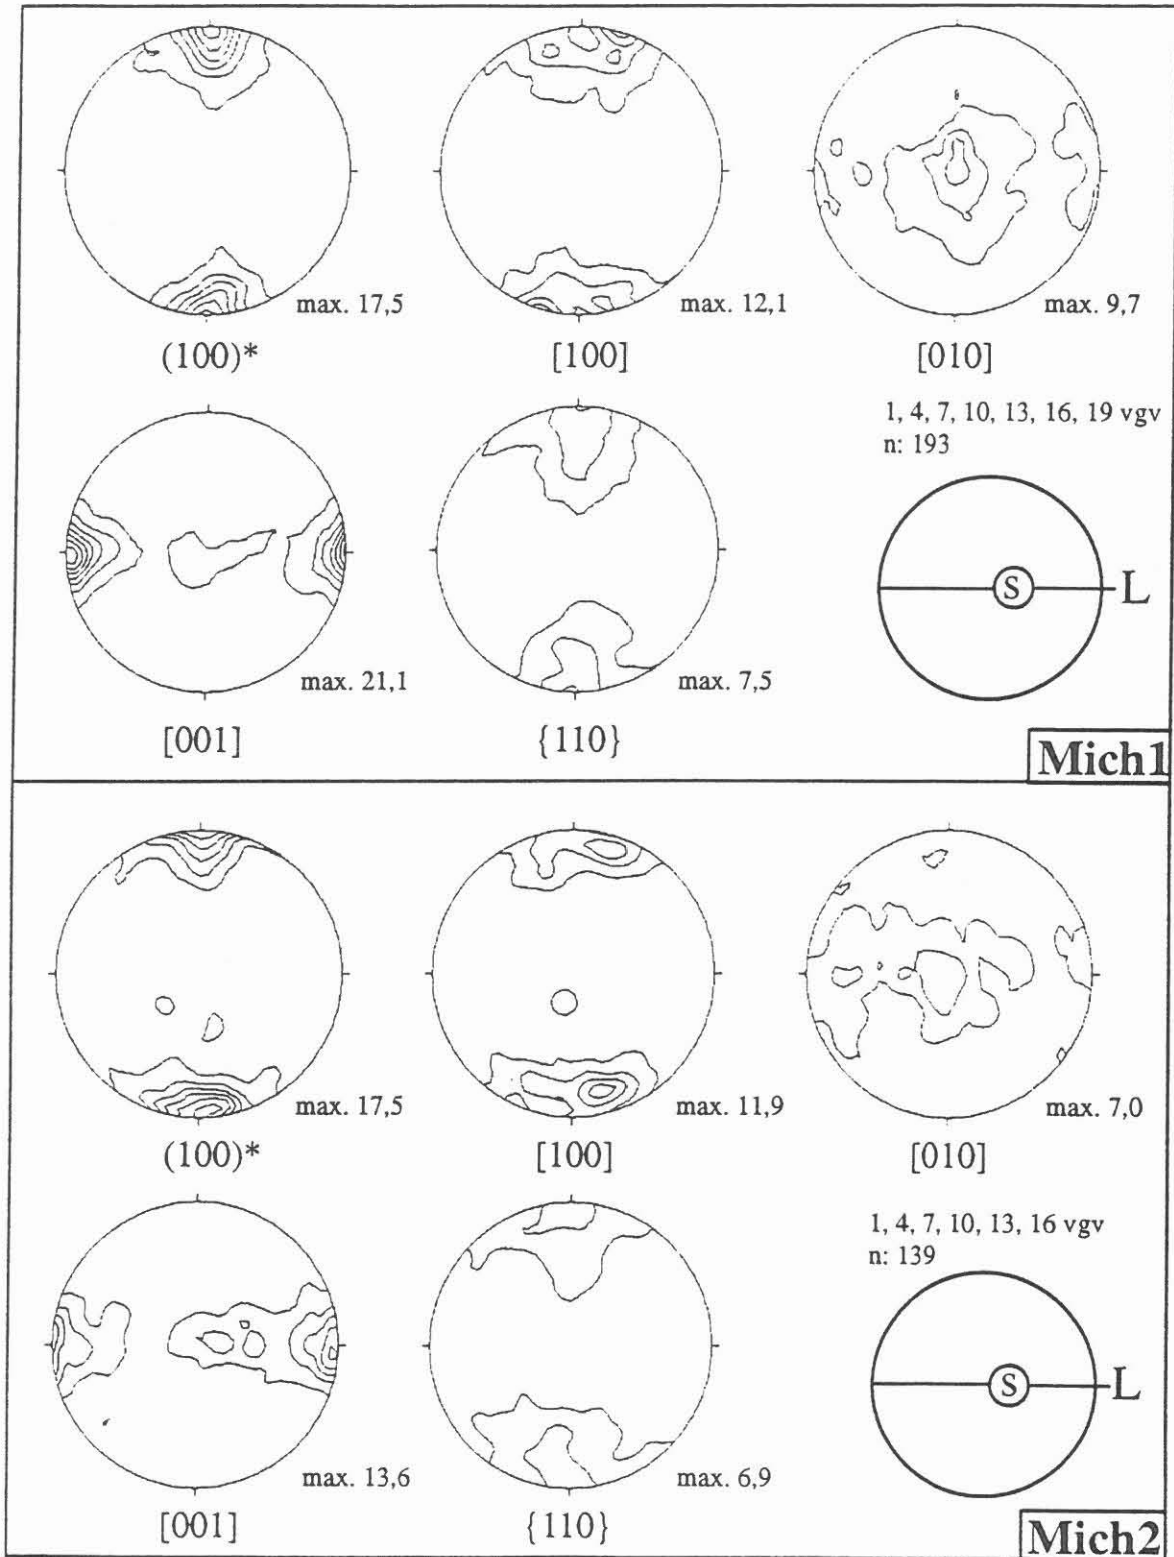 max. 17,5
max. 12,1
max. 9,7
(100)*
[100]
[010]
1, 4, 7, 10, 13, 16, 19 vgv
n: 193
S
L
max. 21,1
max. 7,5
[001]
{110}
Mich1
max. 17,5
max. 11,9
max. 7,0
(100)*
[100]
[010]
1, 4, 7, 10, 13, 16 vgv
n: 139
S
L
max. 13,6
max. 6,9
[001]
{110}
Mich2